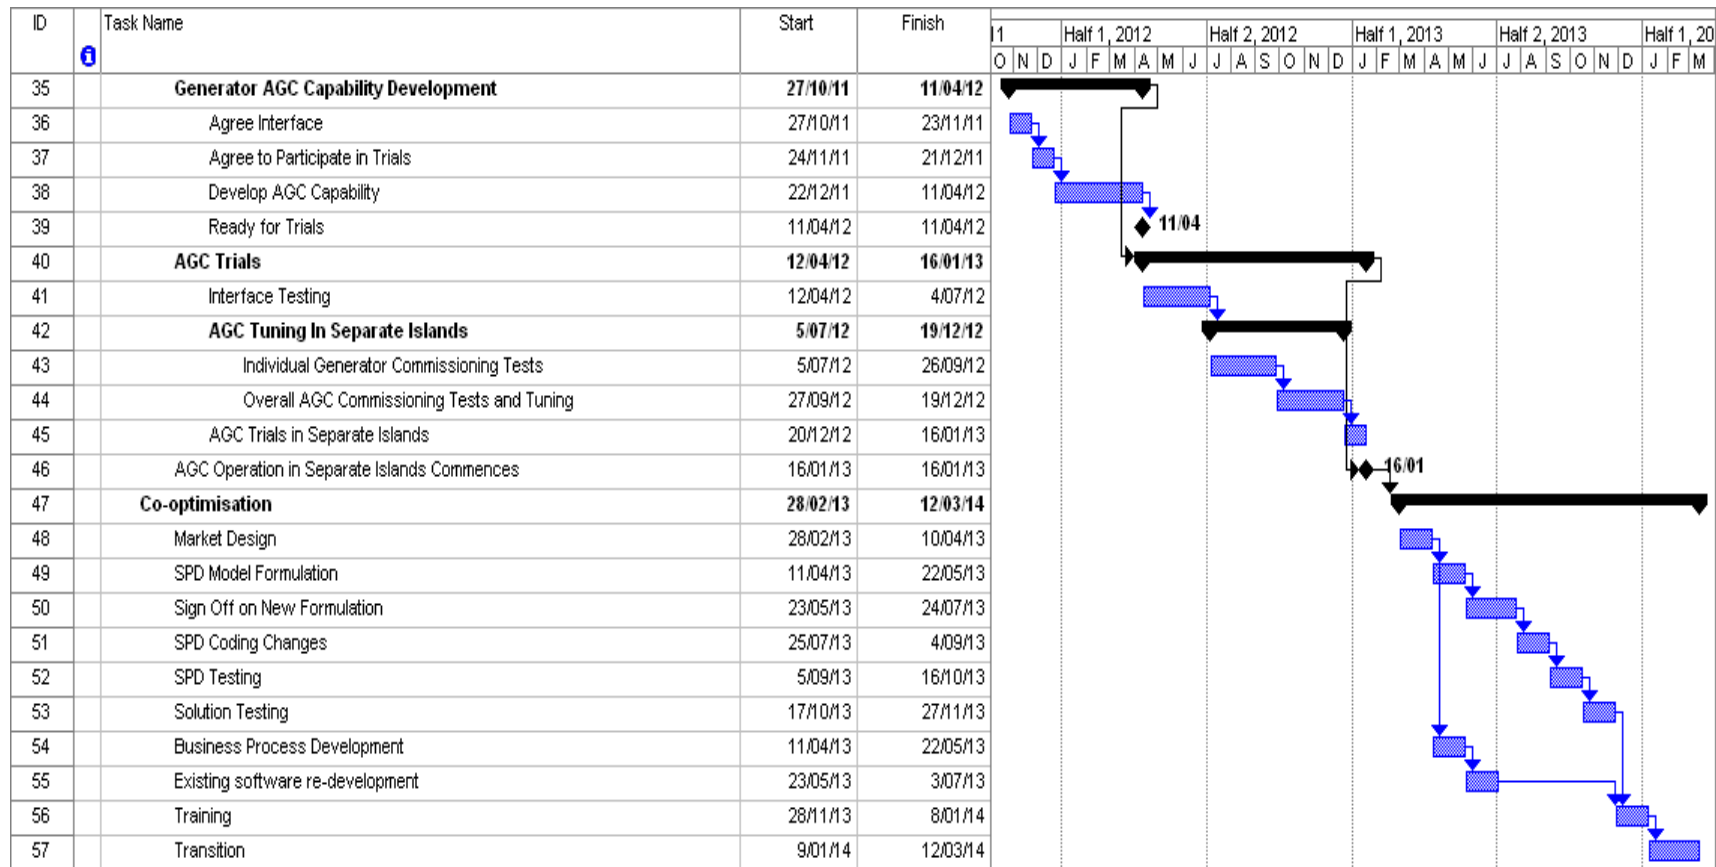 ID Task Name Start Finish
11 Half 1, 2012 Half 2, 2012 Half 1, 2013 Half 2, 2013 Half 1, 20
O N D J F M A M J J A S O N D J F M A M J J A S O N D J F M
35 Generator AGC Capability Development 27/10/11 11/04/12
36 Agree Interface 27/10/11 23/11/11
37 Agree to Participate in Trials 24/11/11 21/12/11
38 Develop AGC Capability 22/12/11 11/04/12
39 Ready for Trials 11/04/12 11/04/12 11/04
40 AGC Trials 12/04/12 16/01/13
41 Interface Testing 12/04/12 4/07/12
42 AGC Tuning In Separate Islands 5/07/12 19/12/12
43 Individual Generator Commissioning Tests 5/07/12 26/09/12
44 Overall AGC Commissioning Tests and Tuning 27/09/12 19/12/12
45 AGC Trials in Separate Islands 20/12/12 16/01/13
46 AGC Operation in Separate Islands Commences 16/01/13 16/01/13 16/01
47 Co-optimisation 28/02/13 12/03/14
48 Market Design 28/02/13 10/04/13
49 SPD Model Formulation 11/04/13 22/05/13
50 Sign Off on New Formulation 23/05/13 24/07/13
51 SPD Coding Changes 25/07/13 4/09/13
52 SPD Testing 5/09/13 16/10/13
53 Solution Testing 17/10/13 27/11/13
54 Business Process Development 11/04/13 22/05/13
55 Existing software re-development 23/05/13 3/07/13
56 Training 28/11/13 8/01/14
57 Transition 9/01/14 12/03/14